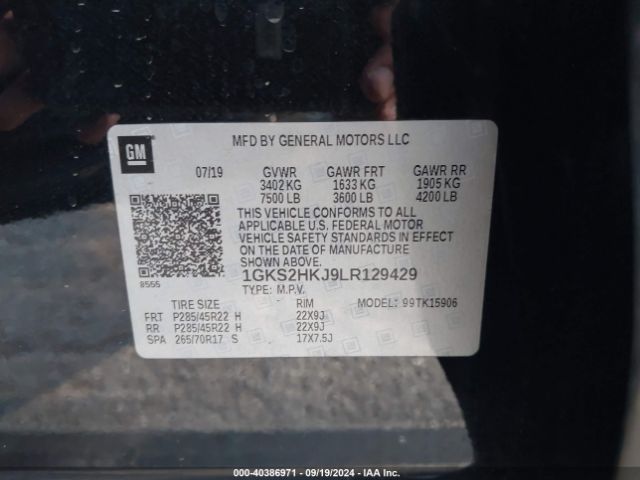 GM
MFD BY GENERAL MOTORS LLC
07/19 GVWR GAWR FRT GAWR RR
3402 KG 1633 KG 1905 KG
7500 LB 3600 LB 4200 LB
THIS VEHICLE CONFORMS TO ALL
APPLICABLE U.S. FEDERAL MOTOR
VEHICLE SAFETY STANDARDS IN EFFECT
ON THE DATE OF MANUFACTURE
SHOWN ABOVE.
1GKS2HKJ9LR129429
8555
TYPE: M.P.V.
TIRE SIZE RIM MODEL: 99TK15906
FRT P285/45R22 H 22X9J
RR P285/45R22 H 22X9J
SPA 265/70R17 S 17X7.5J
000-40386971 - 09/19/2024 - IAA Inc.